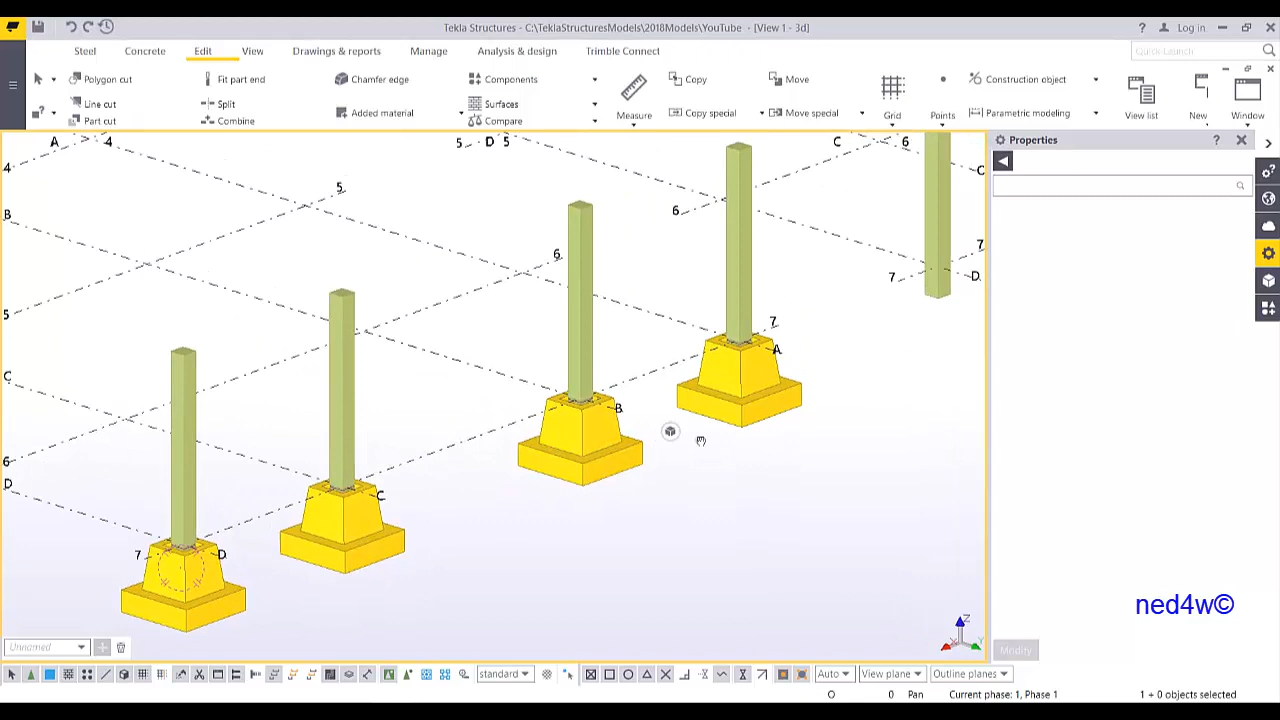 Tekla Structures - C:\TeklaStructuresModels\2018Models\YouTube - [View 1 - 3d]
? Log in
Steel Concrete Edit View Drawings & reports Manage Analysis & design Trimble Connect
Quick Launch
Polygon cut Fit part end Chamfer edge Components Copy Move Construction object
Line cut Split Surfaces
Part cut Combine Added material Compare Measure Copy special Move special Grid Points Parametric modeling View list New Window
A 4 5 D 5 C 6
Properties ?
4 C
5
B 6
6 7
7 D
5 7
A
C
B
6
D C
7 D
ned4w©
Z
X Y
Unnamed
Modify
standard Auto View plane Outline planes
O 0 Pan Current phase: 1, Phase 1 1 + 0 objects selected